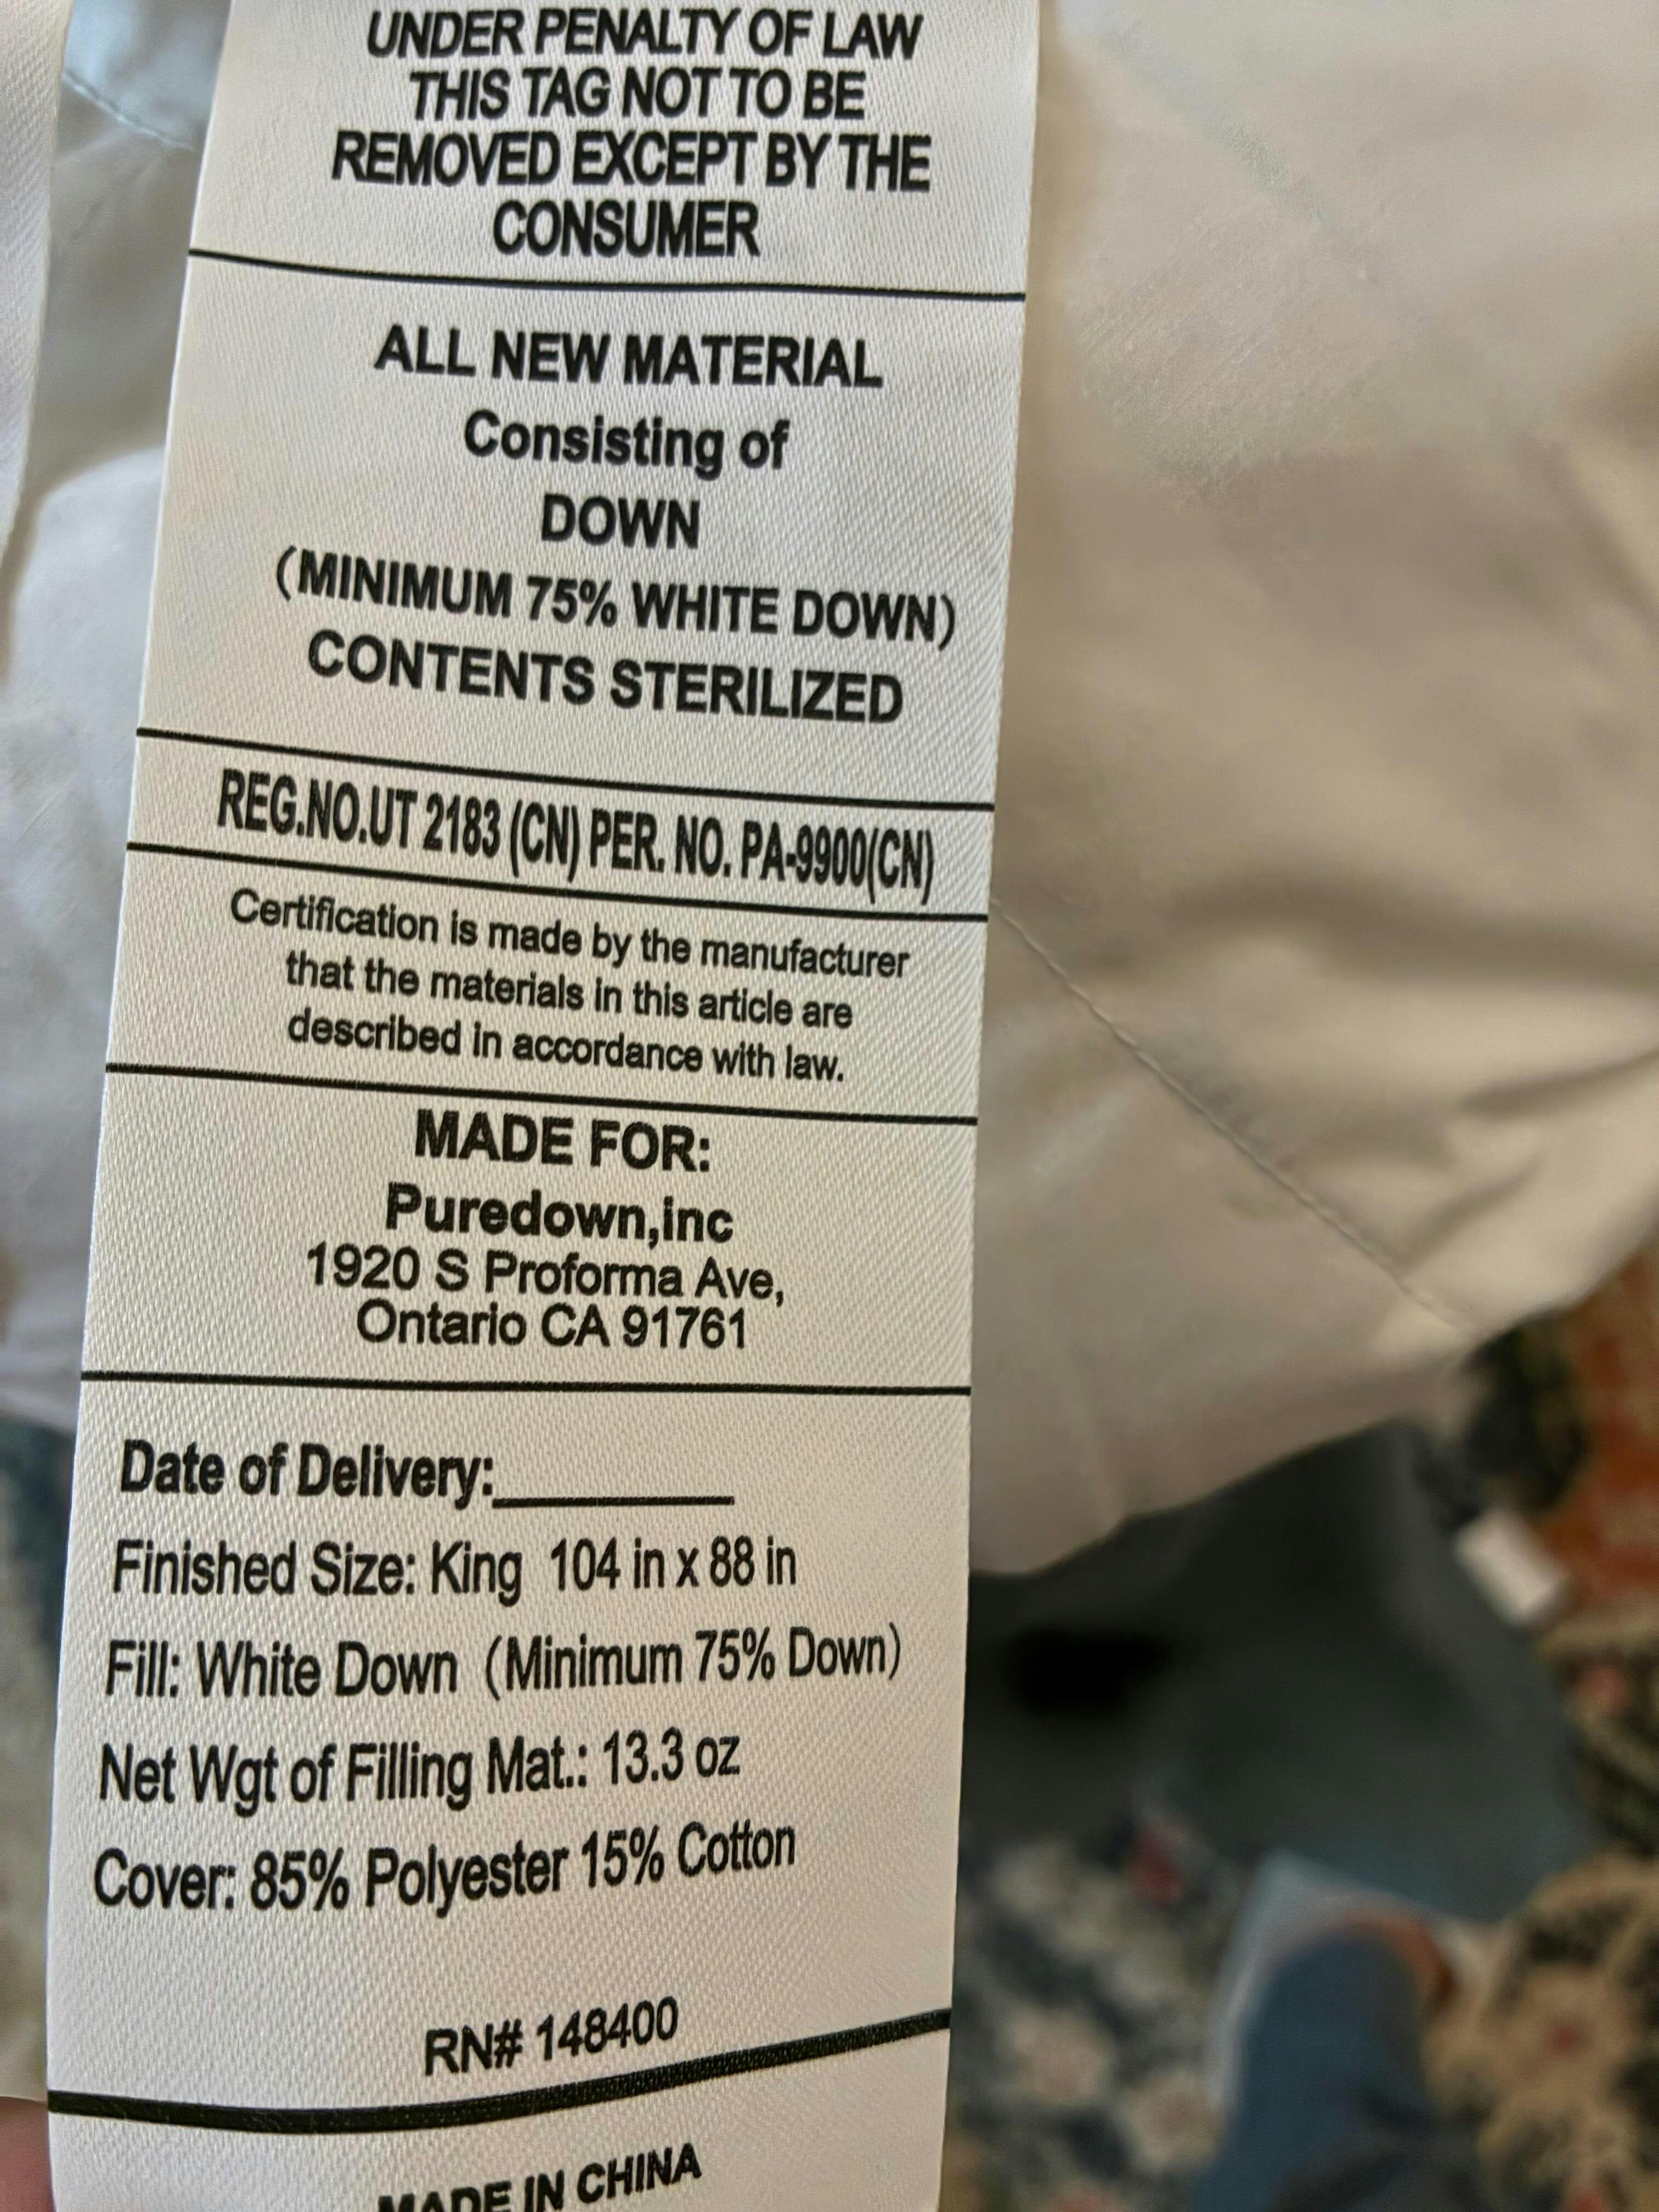 UNDER PENALTY OF LAW
THIS TAG NOT TO BE
REMOVED EXCEPT BY THE
CONSUMER
ALL NEW MATERIAL
Consisting of
DOWN
(MINIMUM 75% WHITE DOWN)
CONTENTS STERILIZED
REG.NO.UT 2183 (CN) PER. NO. PA-9900(CN)
Certification is made by the manufacturer
that the materials in this article are
described in accordance with law.
MADE FOR:
Puredown,inc
1920 S Proforma Ave,
Ontario CA 91761
Date of Delivery:__________
Finished Size: King 104 in x 88 in
Fill: White Down (Minimum 75% Down)
Net Wgt of Filling Mat.: 13.3 oz
Cover: 85% Polyester 15% Cotton
RN# 148400
MADE IN CHINA